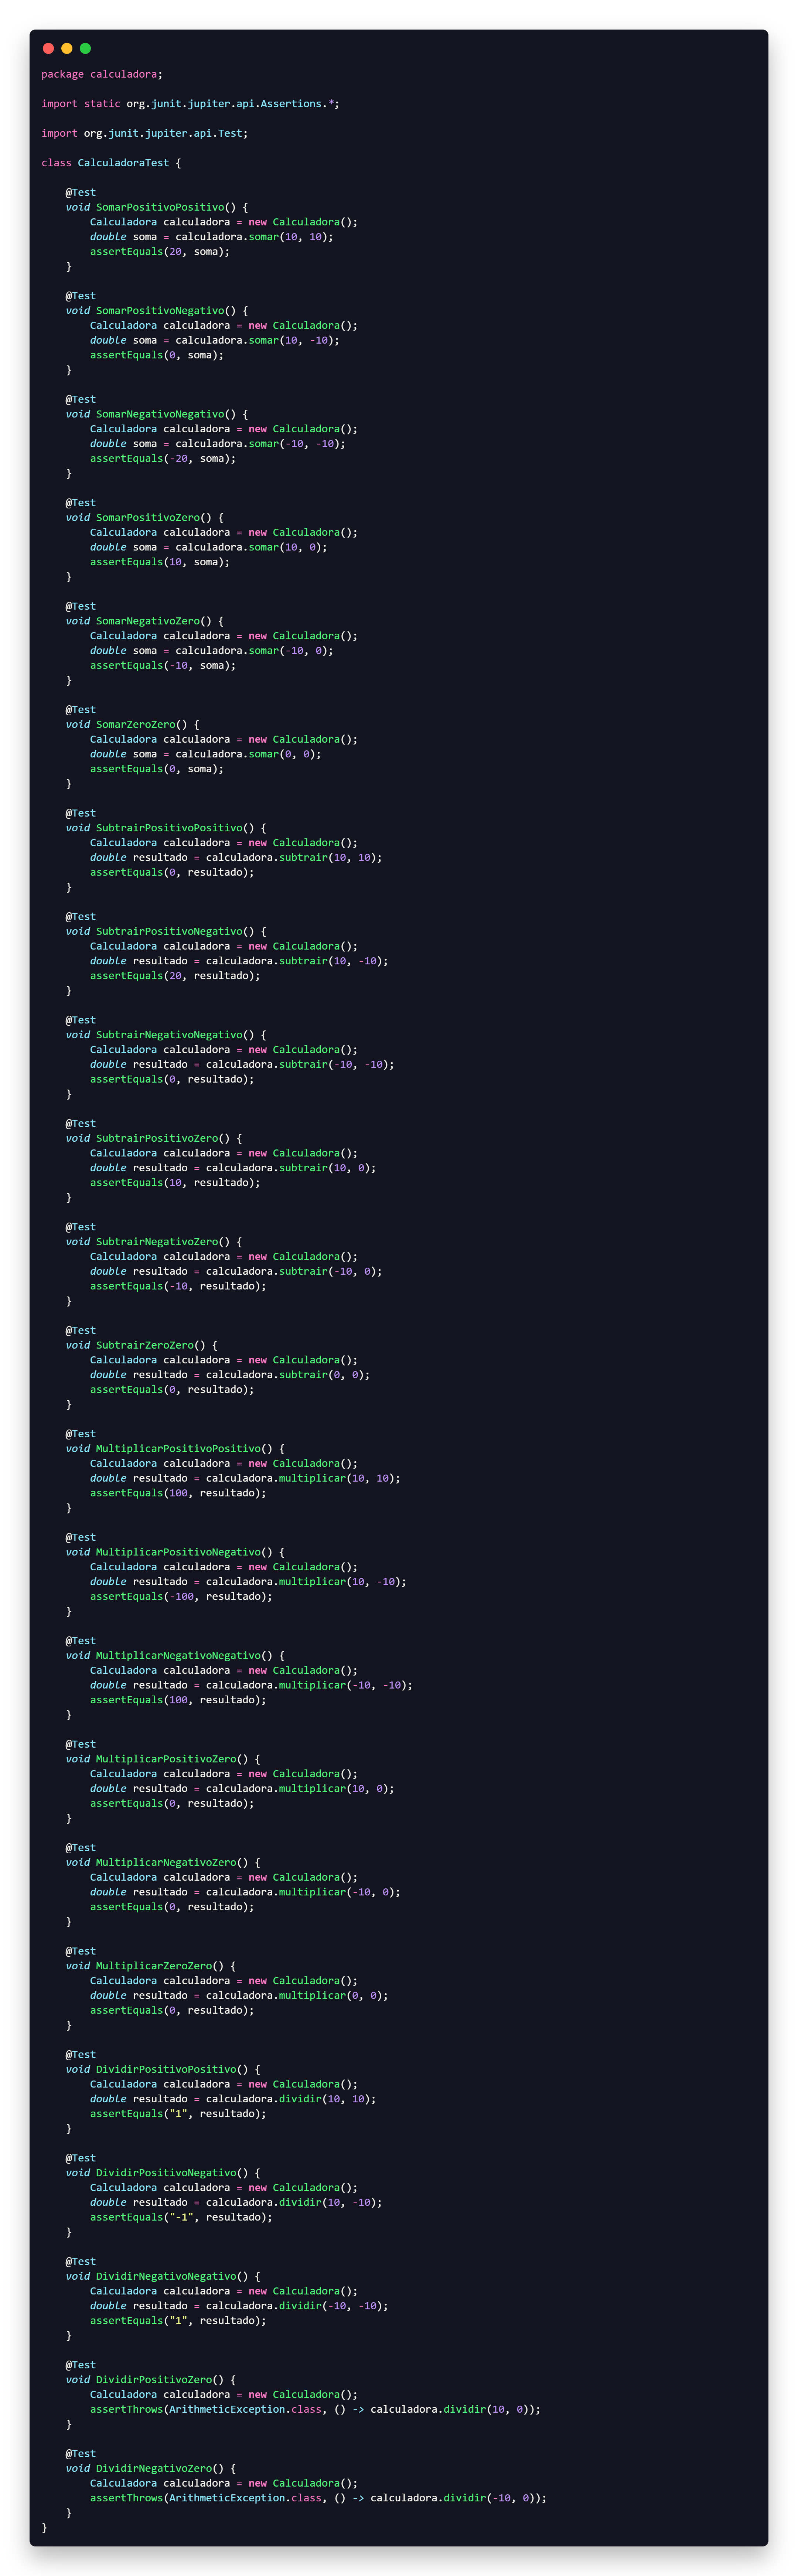 package calculadora;

import static org.junit.jupiter.api.Assertions.*;

import org.junit.jupiter.api.Test;

class CalculadoraTest {

    @Test
    void SomarPositivoPositivo() {
        Calculadora calculadora = new Calculadora();
        double soma = calculadora.somar(10, 10);
        assertEquals(20, soma);
    }

    @Test
    void SomarPositivoNegativo() {
        Calculadora calculadora = new Calculadora();
        double soma = calculadora.somar(10, -10);
        assertEquals(0, soma);
    }

    @Test
    void SomarNegativoNegativo() {
        Calculadora calculadora = new Calculadora();
        double soma = calculadora.somar(-10, -10);
        assertEquals(-20, soma);
    }

    @Test
    void SomarPositivoZero() {
        Calculadora calculadora = new Calculadora();
        double soma = calculadora.somar(10, 0);
        assertEquals(10, soma);
    }

    @Test
    void SomarNegativoZero() {
        Calculadora calculadora = new Calculadora();
        double soma = calculadora.somar(-10, 0);
        assertEquals(-10, soma);
    }

    @Test
    void SomarZeroZero() {
        Calculadora calculadora = new Calculadora();
        double soma = calculadora.somar(0, 0);
        assertEquals(0, soma);
    }

    @Test
    void SubtrairPositivoPositivo() {
        Calculadora calculadora = new Calculadora();
        double resultado = calculadora.subtrair(10, 10);
        assertEquals(0, resultado);
    }

    @Test
    void SubtrairPositivoNegativo() {
        Calculadora calculadora = new Calculadora();
        double resultado = calculadora.subtrair(10, -10);
        assertEquals(20, resultado);
    }

    @Test
    void SubtrairNegativoNegativo() {
        Calculadora calculadora = new Calculadora();
        double resultado = calculadora.subtrair(-10, -10);
        assertEquals(0, resultado);
    }

    @Test
    void SubtrairPositivoZero() {
        Calculadora calculadora = new Calculadora();
        double resultado = calculadora.subtrair(10, 0);
        assertEquals(10, resultado);
    }

    @Test
    void SubtrairNegativoZero() {
        Calculadora calculadora = new Calculadora();
        double resultado = calculadora.subtrair(-10, 0);
        assertEquals(-10, resultado);
    }

    @Test
    void SubtrairZeroZero() {
        Calculadora calculadora = new Calculadora();
        double resultado = calculadora.subtrair(0, 0);
        assertEquals(0, resultado);
    }

    @Test
    void MultiplicarPositivoPositivo() {
        Calculadora calculadora = new Calculadora();
        double resultado = calculadora.multiplicar(10, 10);
        assertEquals(100, resultado);
    }

    @Test
    void MultiplicarPositivoNegativo() {
        Calculadora calculadora = new Calculadora();
        double resultado = calculadora.multiplicar(10, -10);
        assertEquals(-100, resultado);
    }

    @Test
    void MultiplicarNegativoNegativo() {
        Calculadora calculadora = new Calculadora();
        double resultado = calculadora.multiplicar(-10, -10);
        assertEquals(100, resultado);
    }

    @Test
    void MultiplicarPositivoZero() {
        Calculadora calculadora = new Calculadora();
        double resultado = calculadora.multiplicar(10, 0);
        assertEquals(0, resultado);
    }

    @Test
    void MultiplicarNegativoZero() {
        Calculadora calculadora = new Calculadora();
        double resultado = calculadora.multiplicar(-10, 0);
        assertEquals(0, resultado);
    }

    @Test
    void MultiplicarZeroZero() {
        Calculadora calculadora = new Calculadora();
        double resultado = calculadora.multiplicar(0, 0);
        assertEquals(0, resultado);
    }

    @Test
    void DividirPositivoPositivo() {
        Calculadora calculadora = new Calculadora();
        double resultado = calculadora.dividir(10, 10);
        assertEquals("1", resultado);
    }

    @Test
    void DividirPositivoNegativo() {
        Calculadora calculadora = new Calculadora();
        double resultado = calculadora.dividir(10, -10);
        assertEquals("-1", resultado);
    }

    @Test
    void DividirNegativoNegativo() {
        Calculadora calculadora = new Calculadora();
        double resultado = calculadora.dividir(-10, -10);
        assertEquals("1", resultado);
    }

    @Test
    void DividirPositivoZero() {
        Calculadora calculadora = new Calculadora();
        assertThrows(ArithmeticException.class, () -> calculadora.dividir(10, 0));
    }

    @Test
    void DividirNegativoZero() {
        Calculadora calculadora = new Calculadora();
        assertThrows(ArithmeticException.class, () -> calculadora.dividir(-10, 0));
    }
}